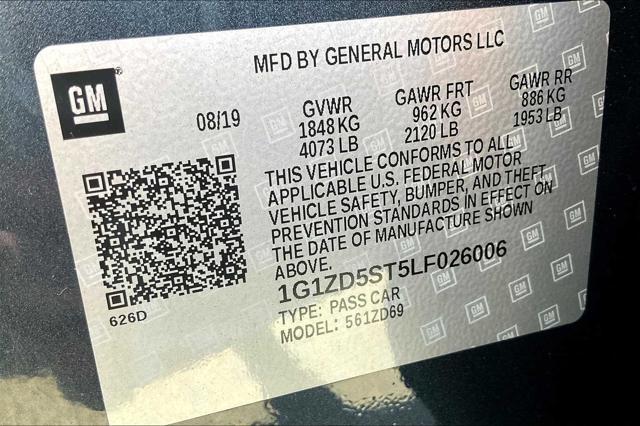 MFD BY GENERAL MOTORS LLC
GM
08/19
GVWR
1848 KG
4073 LB
GAWR FRT
962 KG
2120 LB
GAWR RR
886 KG
1953 LB
THIS VEHICLE CONFORMS TO ALL
APPLICABLE U.S. FEDERAL MOTOR
VEHICLE SAFETY, BUMPER, AND THEFT
PREVENTION STANDARDS IN EFFECT ON
THE DATE OF MANUFACTURE SHOWN
ABOVE.
1G1ZD5ST5LF026006
TYPE: PASS CAR
MODEL: 561ZD69
626D